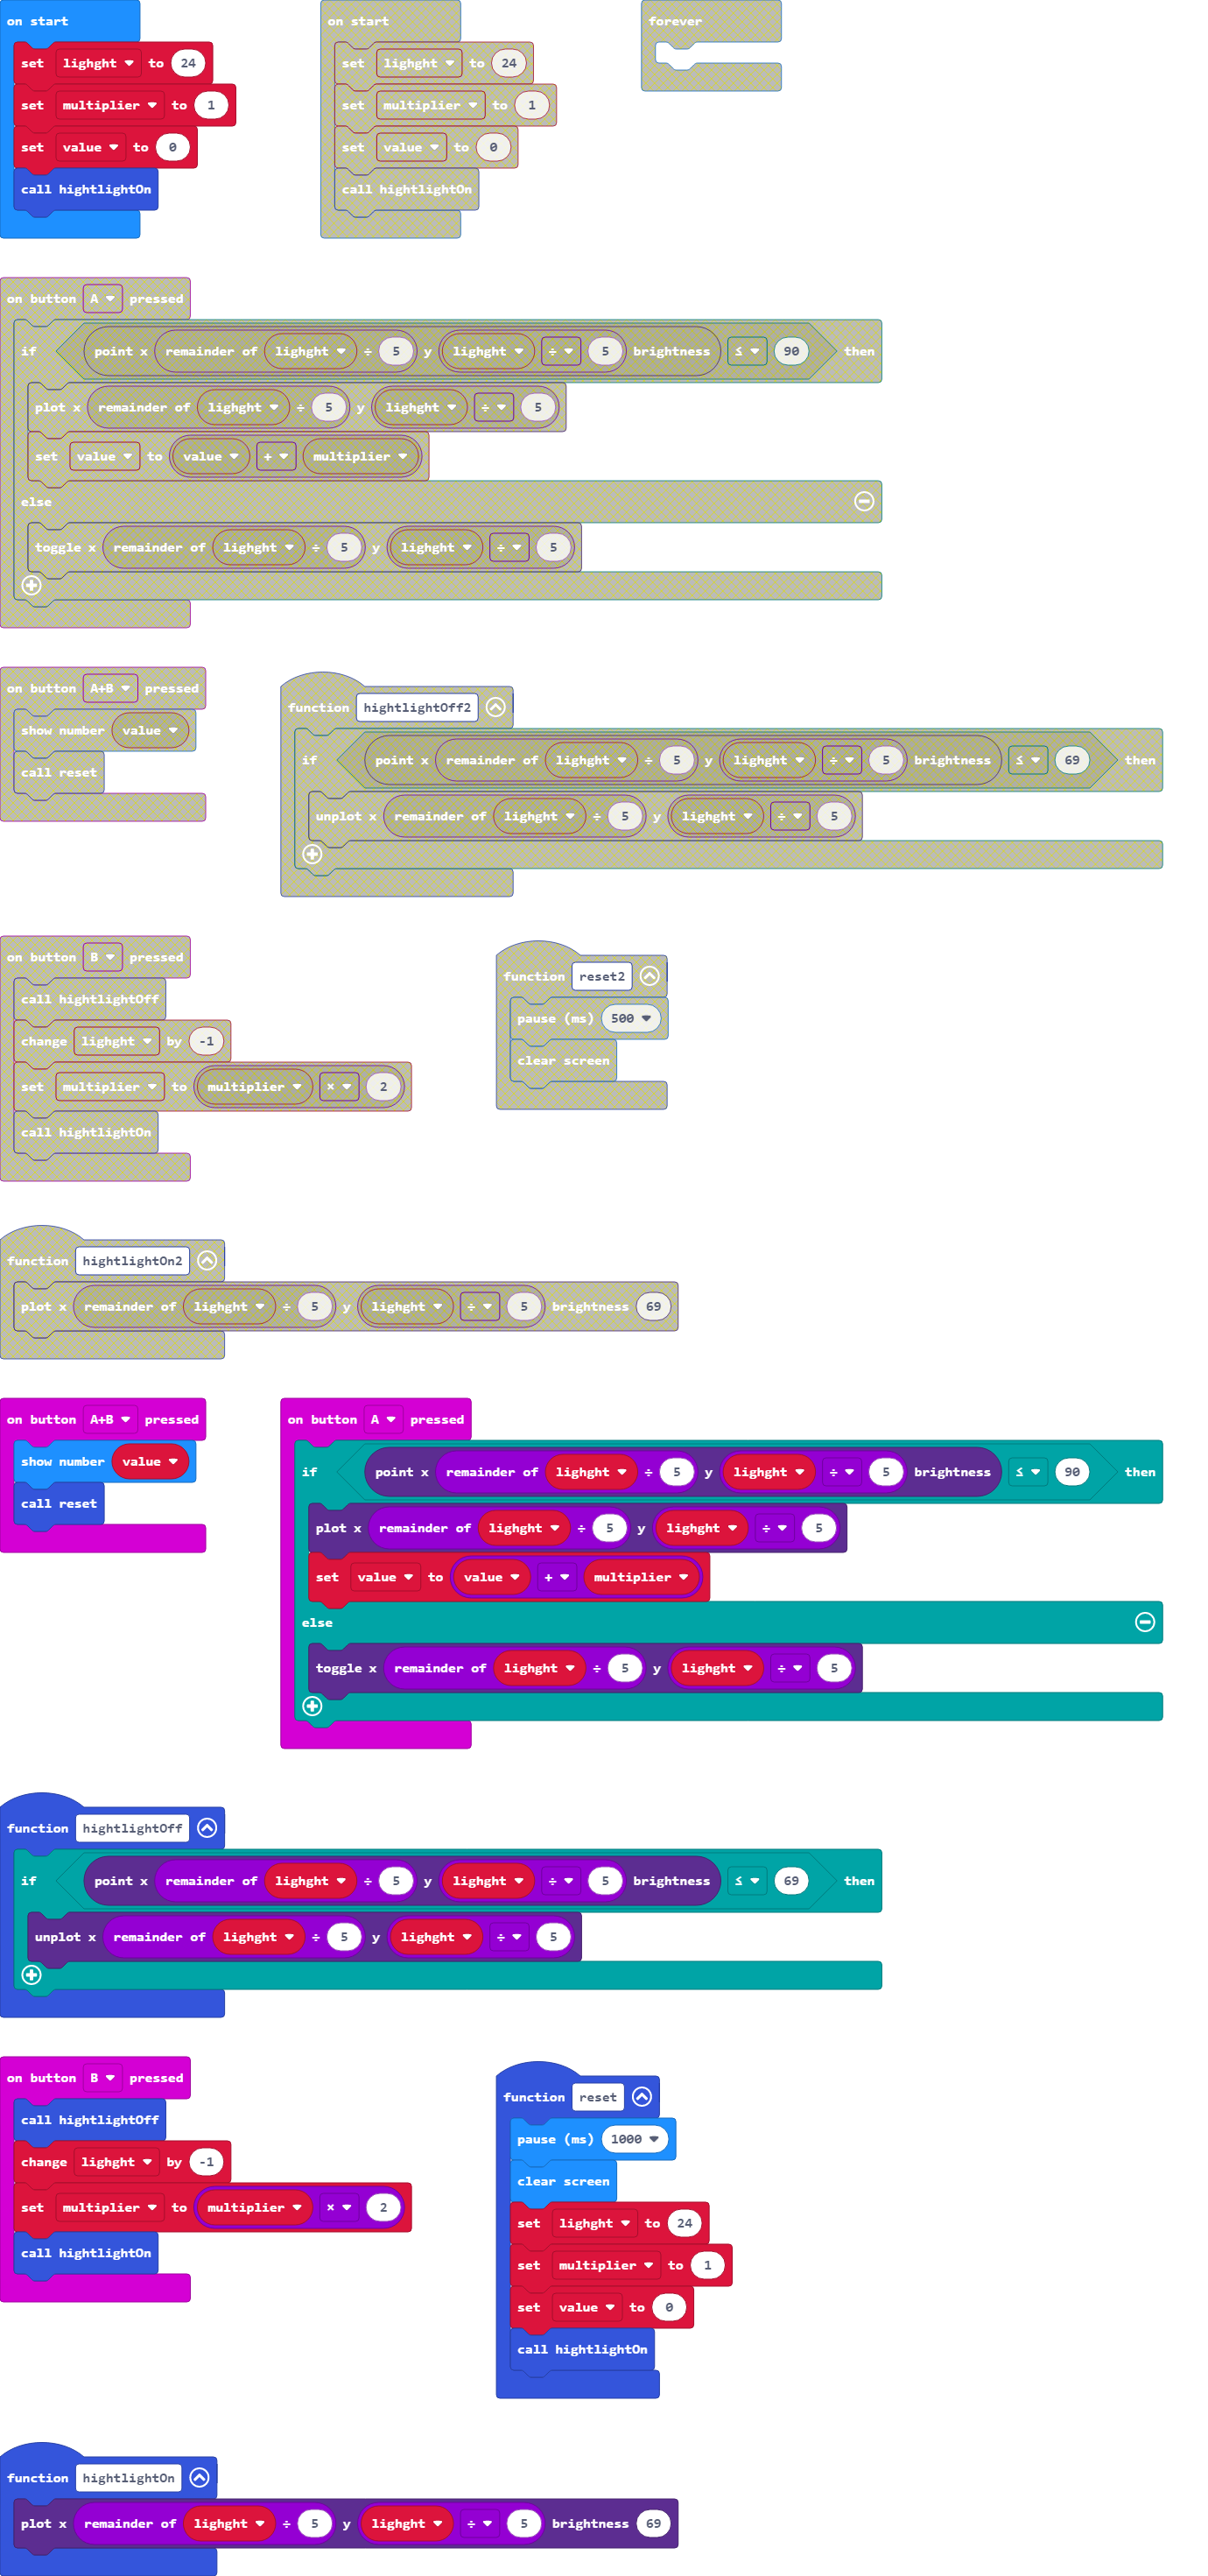 on start
set lighght to 24
set multiplier to 1
set value to 0
call hightlightOn
on start
set lighght to 24
set multiplier to 1
set value to 0
call hightlightOn
forever
on button A pressed
if point x remainder of lighght ÷ 5 y lighght ÷ 5 brightness ≤ 90 then
plot x remainder of lighght ÷ 5 y lighght ÷ 5
set value to value + multiplier
else
toggle x remainder of lighght ÷ 5 y lighght ÷ 5
on button A+B pressed
show number value
call reset
function hightlightOff2
if point x remainder of lighght ÷ 5 y lighght ÷ 5 brightness ≤ 69 then
unplot x remainder of lighght ÷ 5 y lighght ÷ 5
on button B pressed
call hightlightOff
change lighght by -1
set multiplier to multiplier × 2
call hightlightOn
function reset2
pause (ms) 500
clear screen
function hightlightOn2
plot x remainder of lighght ÷ 5 y lighght ÷ 5 brightness 69
on button A+B pressed
show number value
call reset
on button A pressed
if point x remainder of lighght ÷ 5 y lighght ÷ 5 brightness ≤ 90 then
plot x remainder of lighght ÷ 5 y lighght ÷ 5
set value to value + multiplier
else
toggle x remainder of lighght ÷ 5 y lighght ÷ 5
function hightlightOff
if point x remainder of lighght ÷ 5 y lighght ÷ 5 brightness ≤ 69 then
unplot x remainder of lighght ÷ 5 y lighght ÷ 5
on button B pressed
call hightlightOff
change lighght by -1
set multiplier to multiplier × 2
call hightlightOn
function reset
pause (ms) 1000
clear screen
set lighght to 24
set multiplier to 1
set value to 0
call hightlightOn
function hightlightOn
plot x remainder of lighght ÷ 5 y lighght ÷ 5 brightness 69